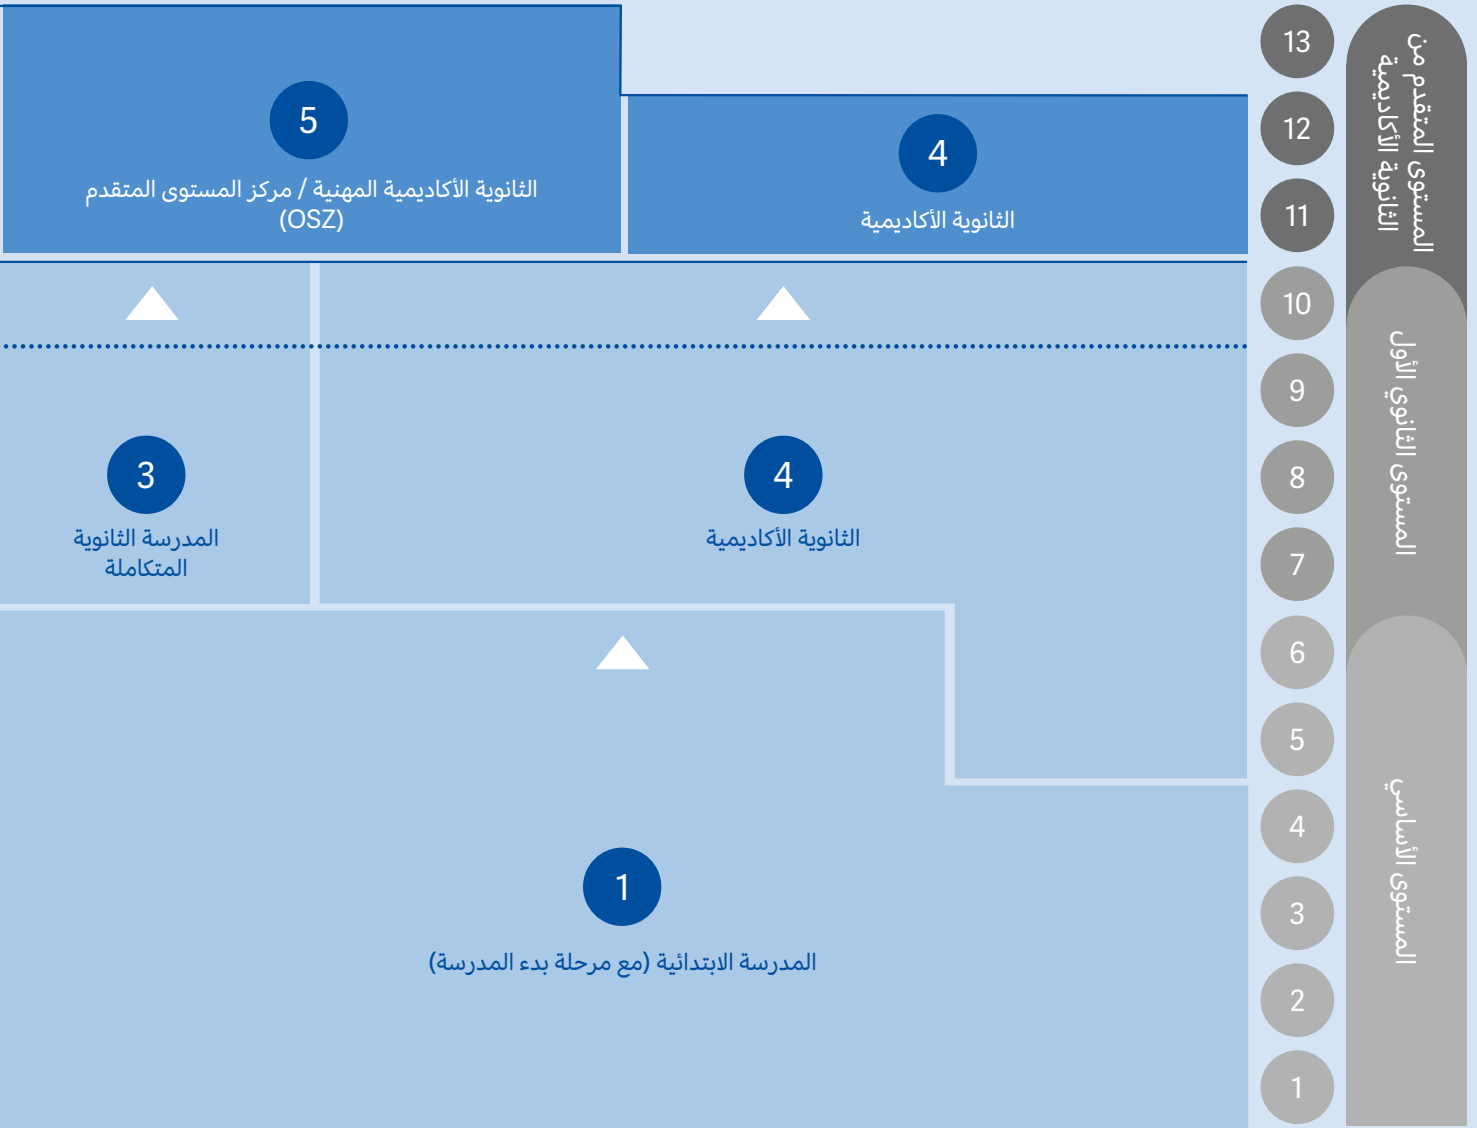 13
12
11
10
9
8
7
6
5
4
3
2
1
المستوى المتقدم من
الثانوية الأكاديمية
المستوى الثانوي الأول
المستوى الأساسي
4
الثانوية الأكاديمية
5
الثانوية الأكاديمية المهنية / مركز المستوى المتقدم
(OSZ)
4
الثانوية الأكاديمية
3
المدرسة الثانوية
المتكاملة
1
المدرسة الابتدائية (مع مرحلة بدء المدرسة)